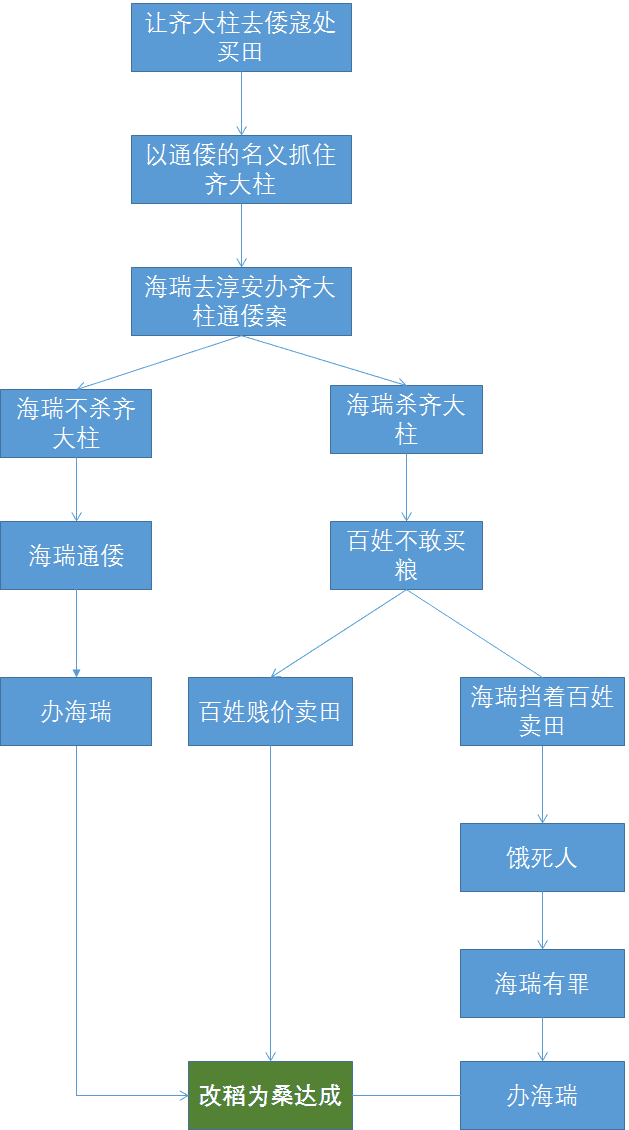 让齐大柱去倭寇处
买田
以通倭的名义抓住
齐大柱
海瑞去淳安办齐大
柱通倭案
海瑞不杀齐
大柱
海瑞杀齐大
柱
海瑞通倭
百姓不敢买
粮
办海瑞
百姓贱价卖田
海瑞挡着百姓
卖田
饿死人
海瑞有罪
改稻为桑达成
办海瑞